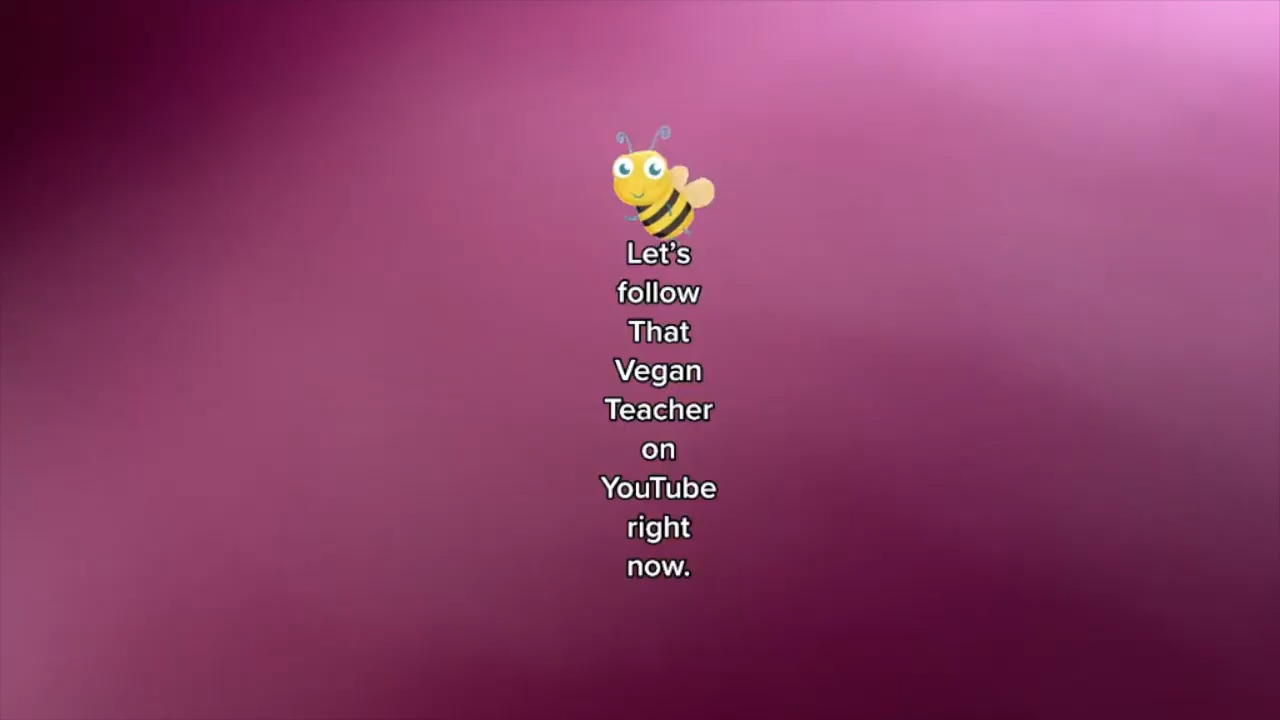 Let’s
follow
That
Vegan
Teacher
on
YouTube
right
now.